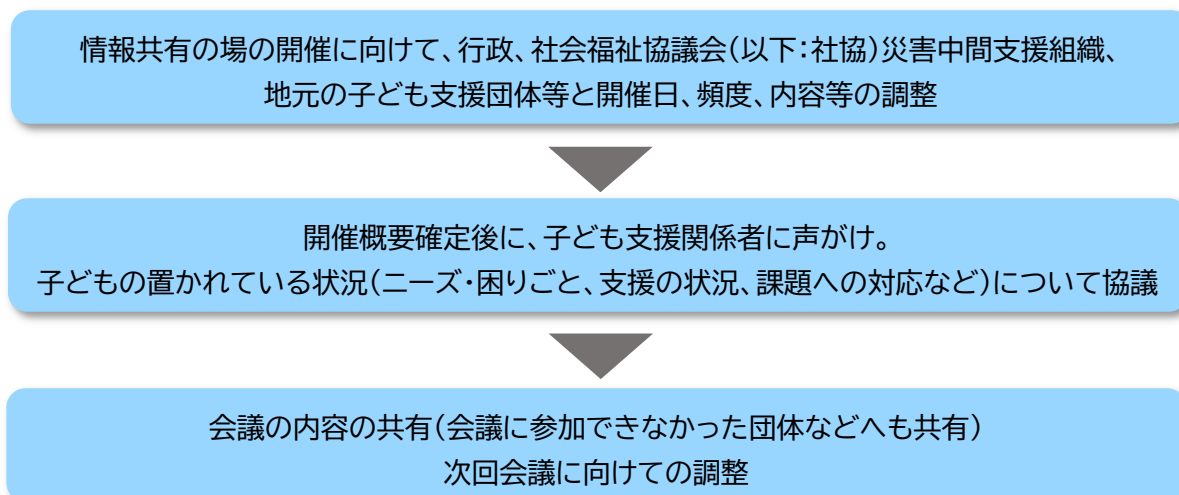 情報共有の場の開催に向けて、行政、社会福祉協議会(以下:社協)災害中間支援組織、
地元の子ども支援団体等と開催日、頻度、内容等の調整
開催概要確定後に、子ども支援関係者に声がけ。
子どもの置かれている状況(ニーズ・困りごと、支援の状況、課題への対応など)について協議
会議の内容の共有(会議に参加できなかった団体などへも共有)
次回会議に向けての調整